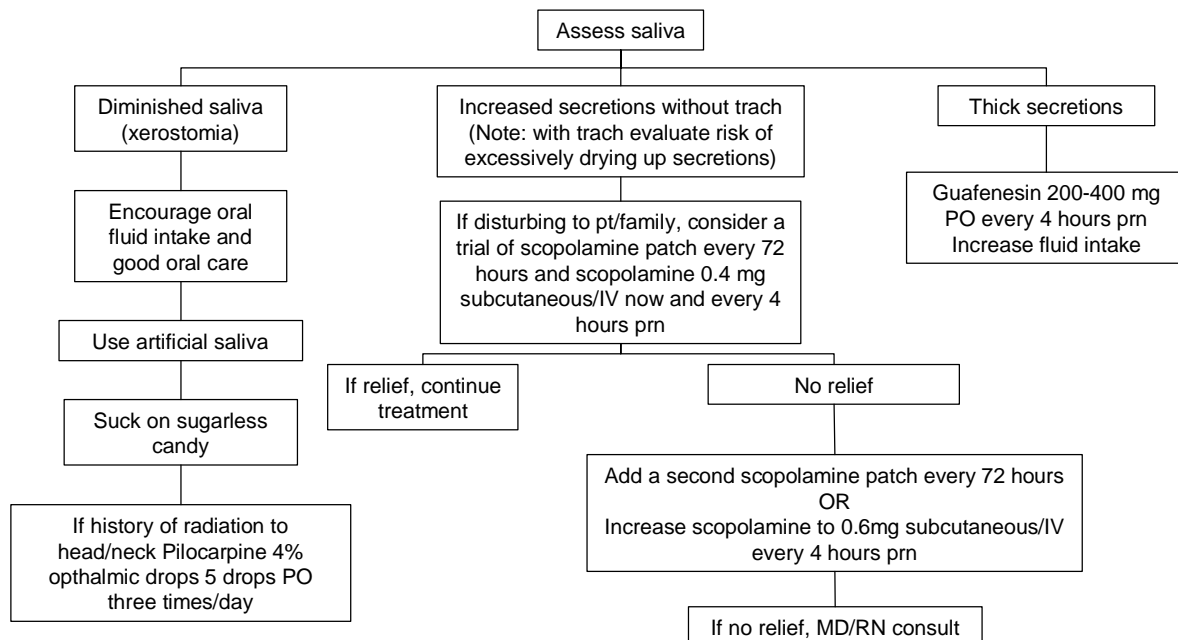 Assess saliva
Diminished saliva
(xerostomia)
Encourage oral
fluid intake and
good oral care
Use artificial saliva
Suck on sugarless
candy
If history of radiation to
head/neck Pilocarpine 4%
opthalmic drops 5 drops PO
three times/day
Increased secretions without trach
(Note: with trach evaluate risk of
excessively drying up secretions)
If disturbing to pt/family, consider a
trial of scopolamine patch every 72
hours and scopolamine 0.4 mg
subcutaneous/IV now and every 4
hours prn
If relief, continue
treatment
No relief
Add a second scopolamine patch every 72 hours
OR
Increase scopolamine to 0.6mg subcutaneous/IV
every 4 hours prn
If no relief, MD/RN consult
Thick secretions
Guafenesin 200-400 mg
PO every 4 hours prn
Increase fluid intake